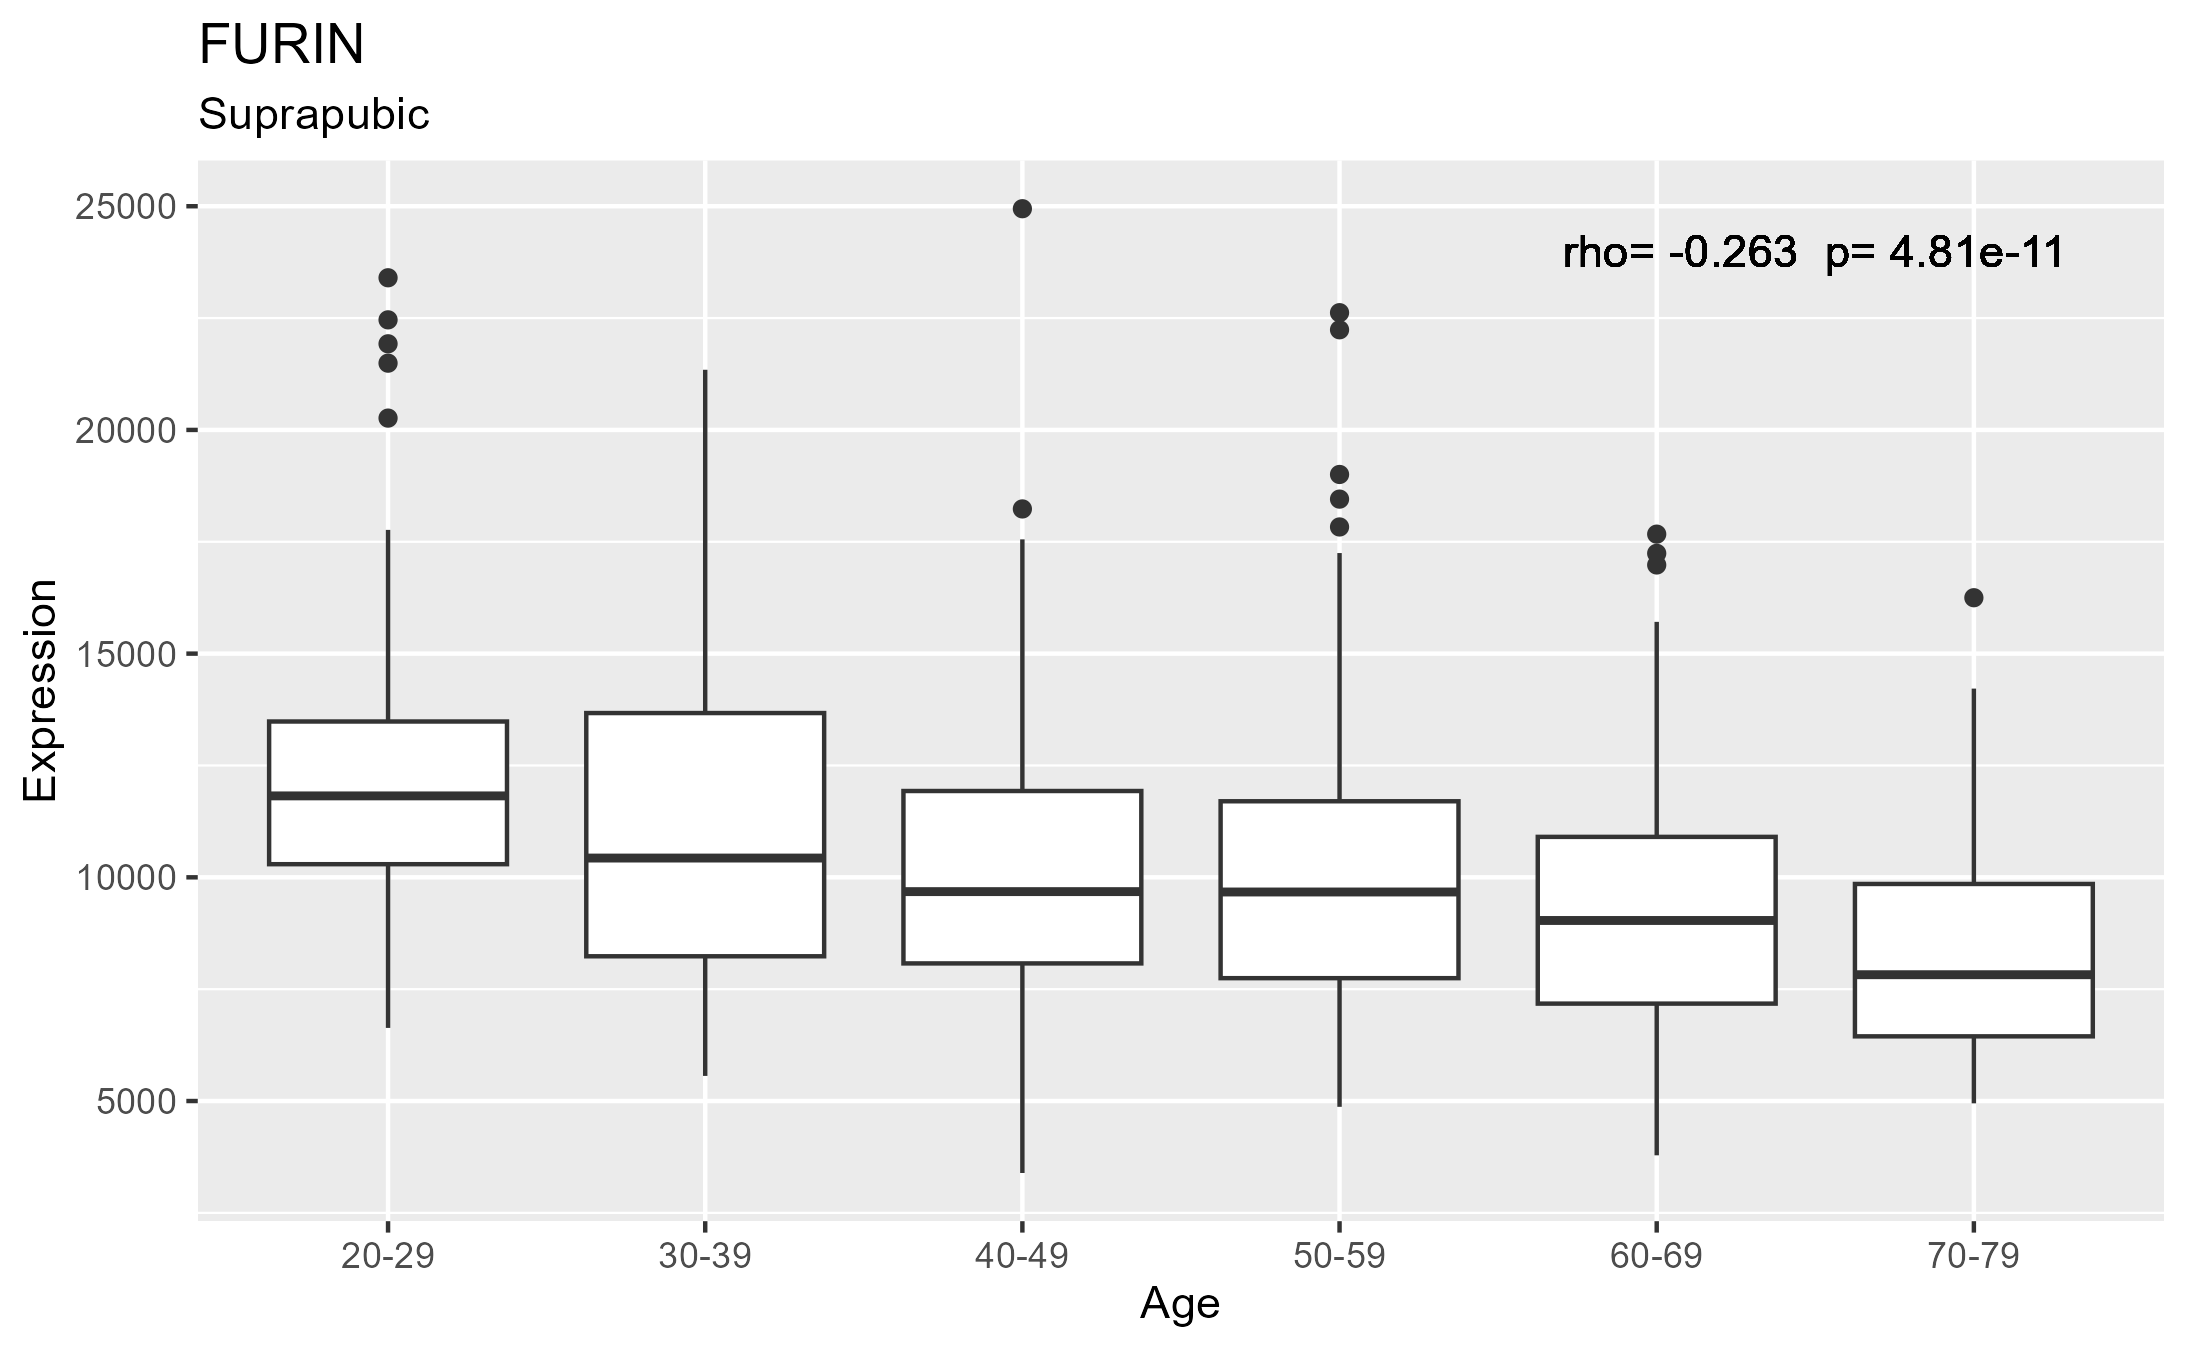 FURIN
Suprapubic
rho= -0.263  p= 4.81e-11
25000
20000
15000
10000
5000
Expression
20-29 30-39 40-49 50-59 60-69 70-79
Age